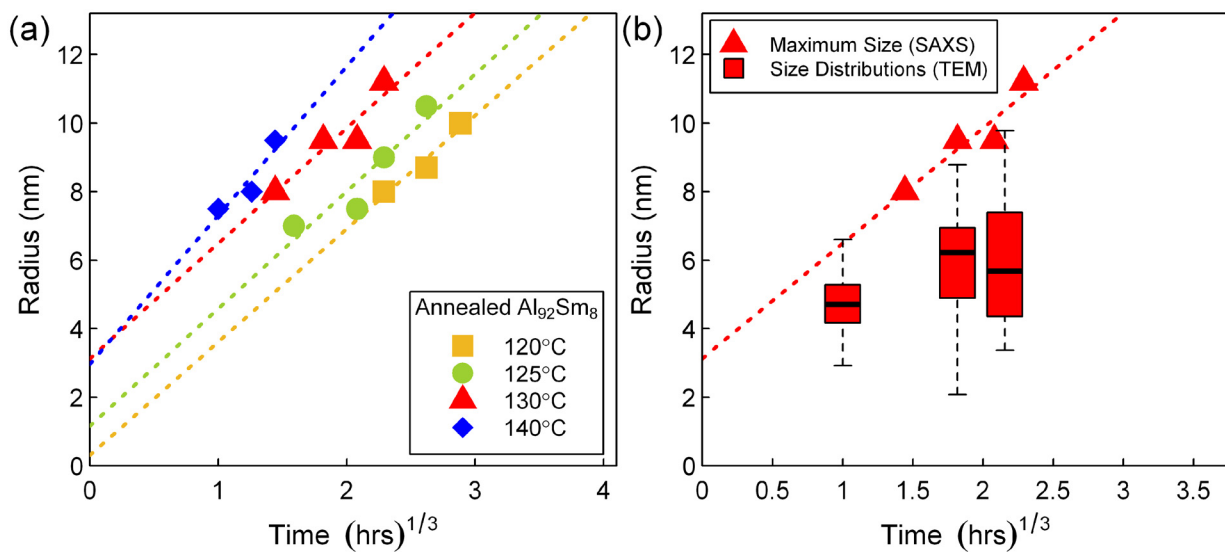 (a)
12
10
8
6
4
2
0
Radius (nm)
0 1 2 3 4
Time (hrs)^1/3
Annealed Al₉₂Sm₈
120°C
125°C
130°C
140°C
(b)
Maximum Size (SAXS)
Size Distributions (TEM)
12
10
8
6
4
2
0
Radius (nm)
0 0.5 1 1.5 2 2.5 3 3.5
Time (hrs)^1/3